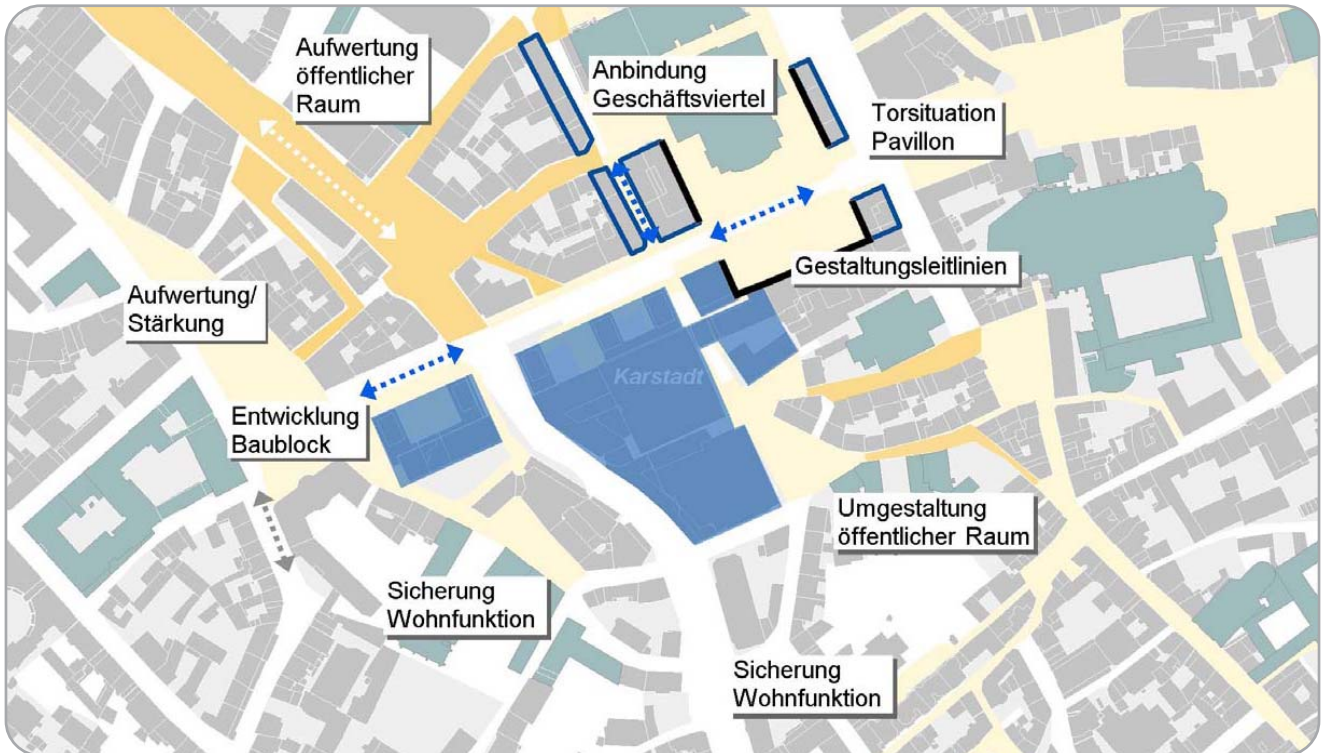 Aufwertung
öffentlicher
Raum
Anbindung
Geschäftsviertel
Torsituation
Pavillon
Gestaltungsleitlinien
Aufwertung/
Stärkung
Karstadt
Entwicklung
Baublock
Umgestaltung
öffentlicher Raum
Sicherung
Wohnfunktion
Sicherung
Wohnfunktion